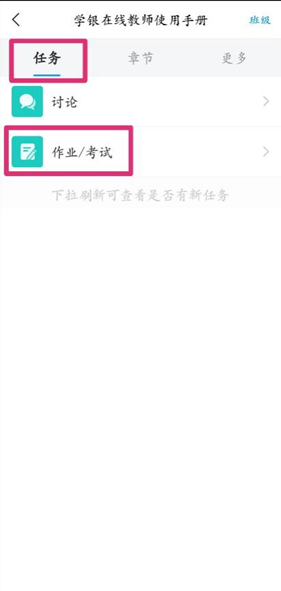 学银在线教师使用手册 班级
任务 章节 更多
讨论
作业/考试
下拉刷新可查看是否有新任务